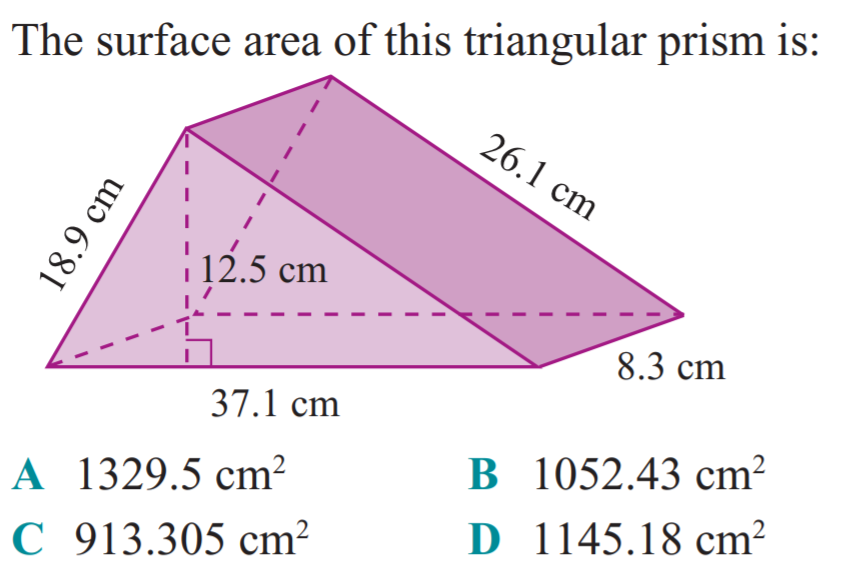 The surface area of this triangular prism is:
26.1 cm
18.9 cm
12.5 cm
8.3 cm
37.1 cm
A 1329.5 cm² B 1052.43 cm²
C 913.305 cm² D 1145.18 cm²